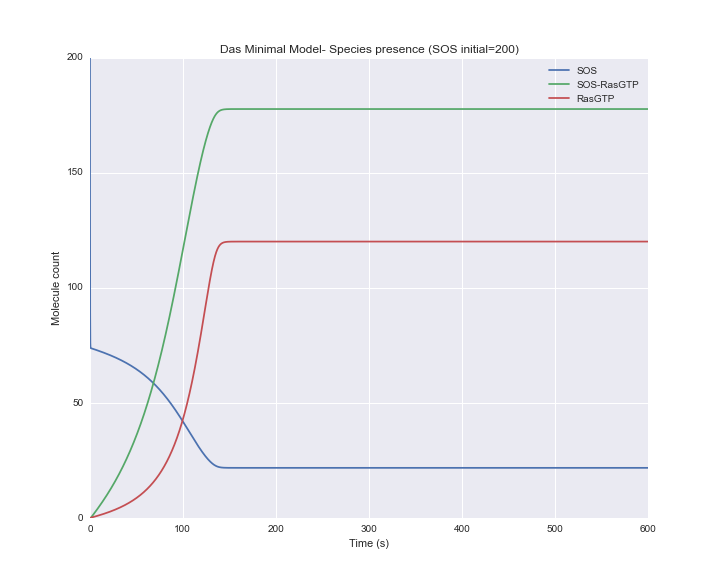 Das Minimal Model- Species presence (SOS initial=200)
SOS
SOS-RasGTP
RasGTP
200
150
100
50
0
Molecule count
0 100 200 300 400 500 600
Time (s)